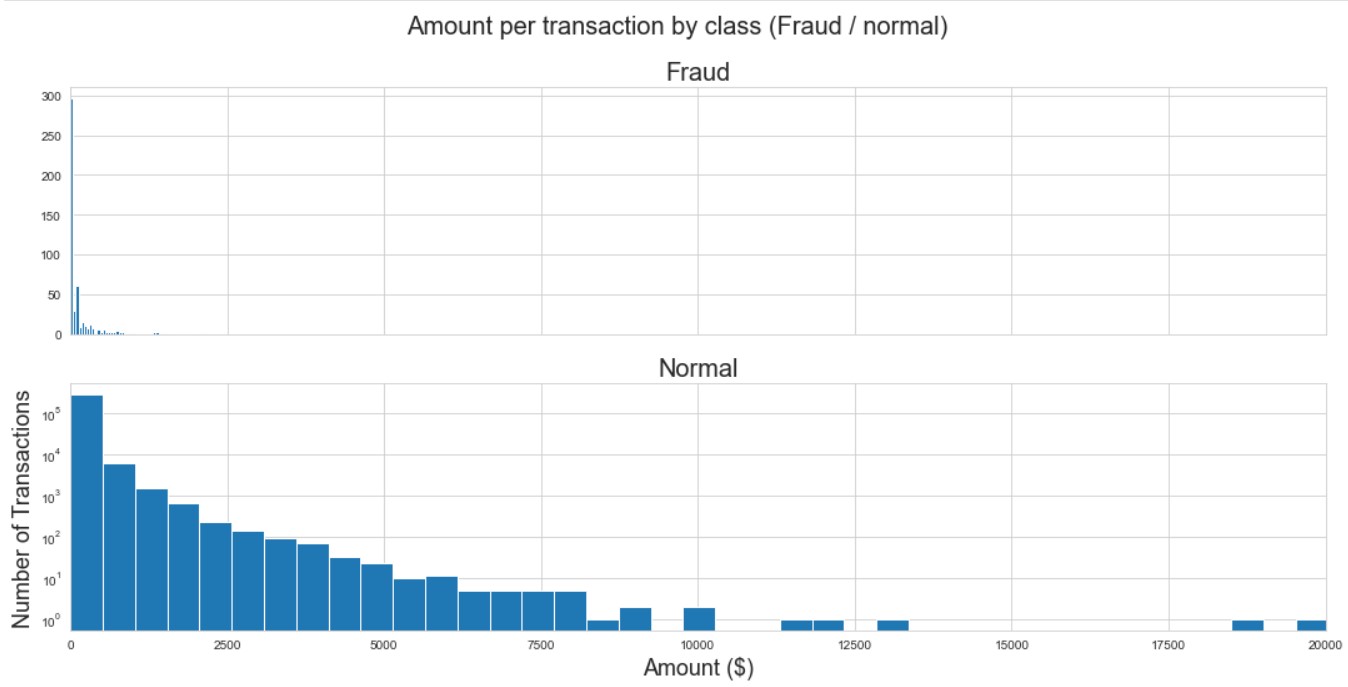 Amount per transaction by class (Fraud / normal)
Fraud
300
250
200
150
100
50
0
Normal
Number of Transactions
10⁵
10⁴
10³
10²
10¹
10⁰
0 2500 5000 7500 10000 12500 15000 17500 20000
Amount ($)